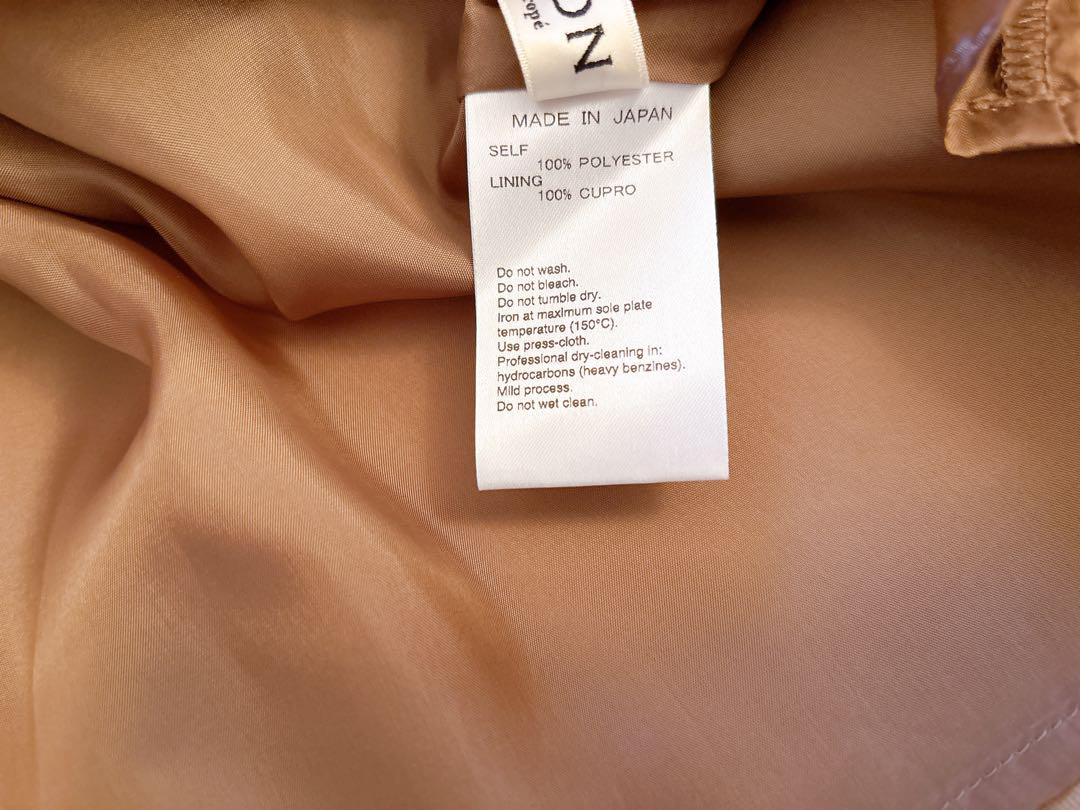 ON
ropé
MADE IN JAPAN
SELF
100% POLYESTER
LINING
100% CUPRO
Do not wash.
Do not bleach.
Do not tumble dry.
Iron at maximum sole plate
temperature (150°C).
Use press-cloth.
Professional dry-cleaning in:
hydrocarbons (heavy benzines).
Mild process.
Do not wet clean.